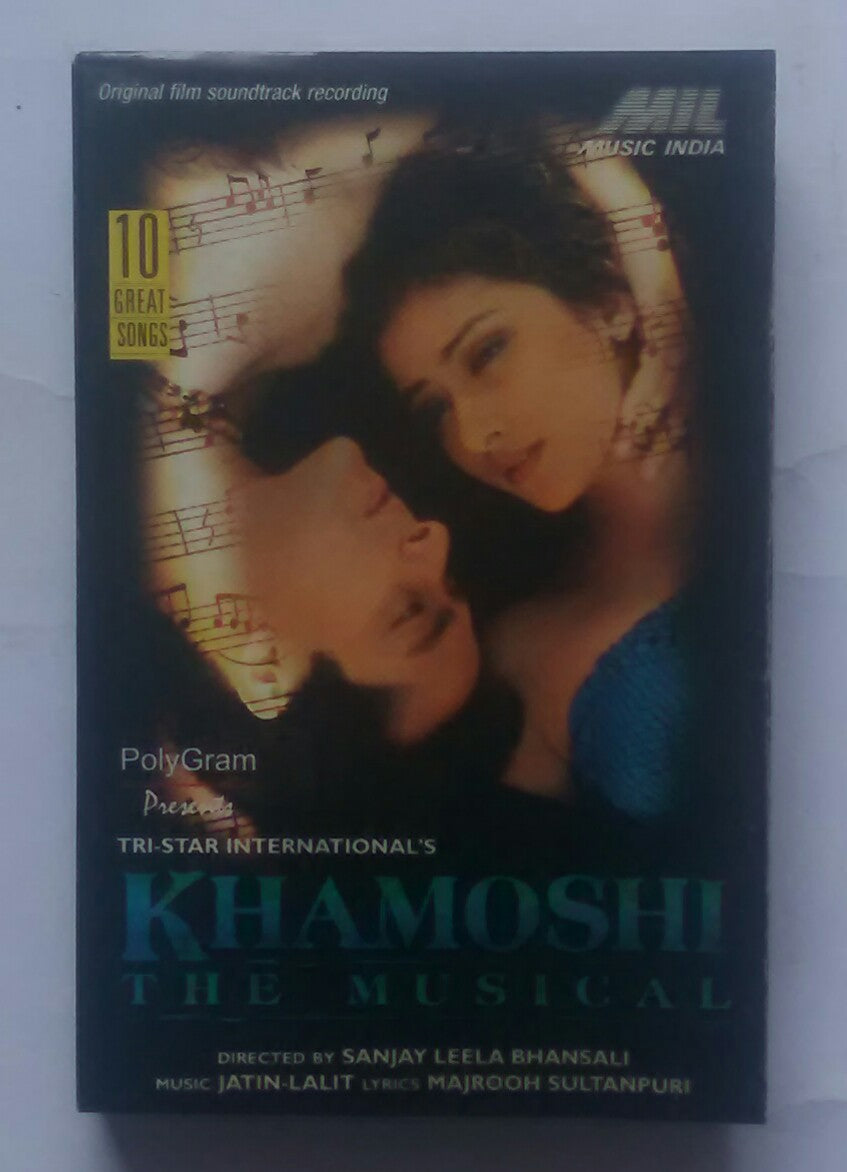 Original film soundtrack recording
MIL
MUSIC INDIA
10
GREAT
SONGS
PolyGram
Presents
TRI-STAR INTERNATIONAL'S
KHAMOSHI
THE MUSICAL
DIRECTED BY SANJAY LEELA BHANSALI
MUSIC JATIN-LALIT LYRICS MAJROOH SULTANPURI